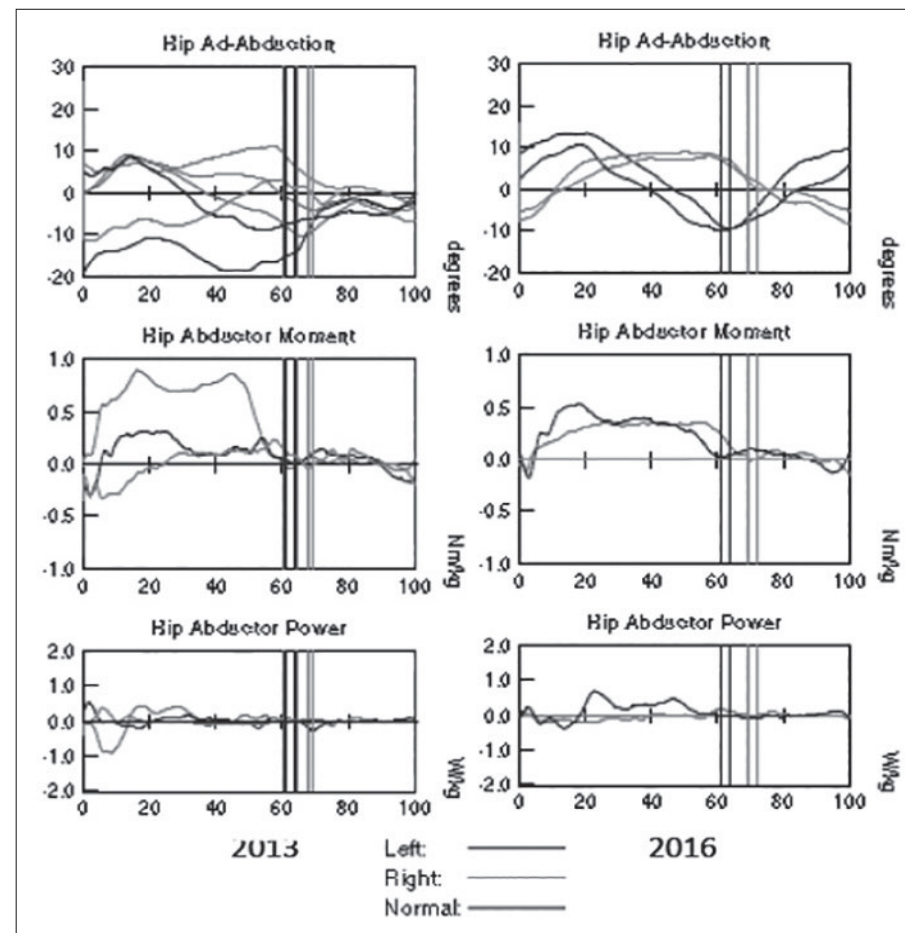 Hip Ad-Abduction
30
20
10
0
-10
-20
0 20 40 60 80 100
degrees
Hip Ad-Abduction
30
20
10
0
-10
-20
0 20 40 60 80 100
degrees
Hip Abductor Moment
1.0
0.5
0.0
-0.5
-1.0
0 20 40 60 80 100
Nm/kg
Hip Abductor Moment
1.0
0.5
0.0
-0.5
-1.0
0 20 40 60 80 100
Nm/kg
Hip Abductor Power
2.0
1.0
0.0
-1.0
-2.0
0 20 40 60 80 100
W/kg
Hip Abductor Power
2.0
1.0
0.0
-1.0
-2.0
0 20 40 60 80 100
W/kg
2013
2016
Left:
Right:
Normal: